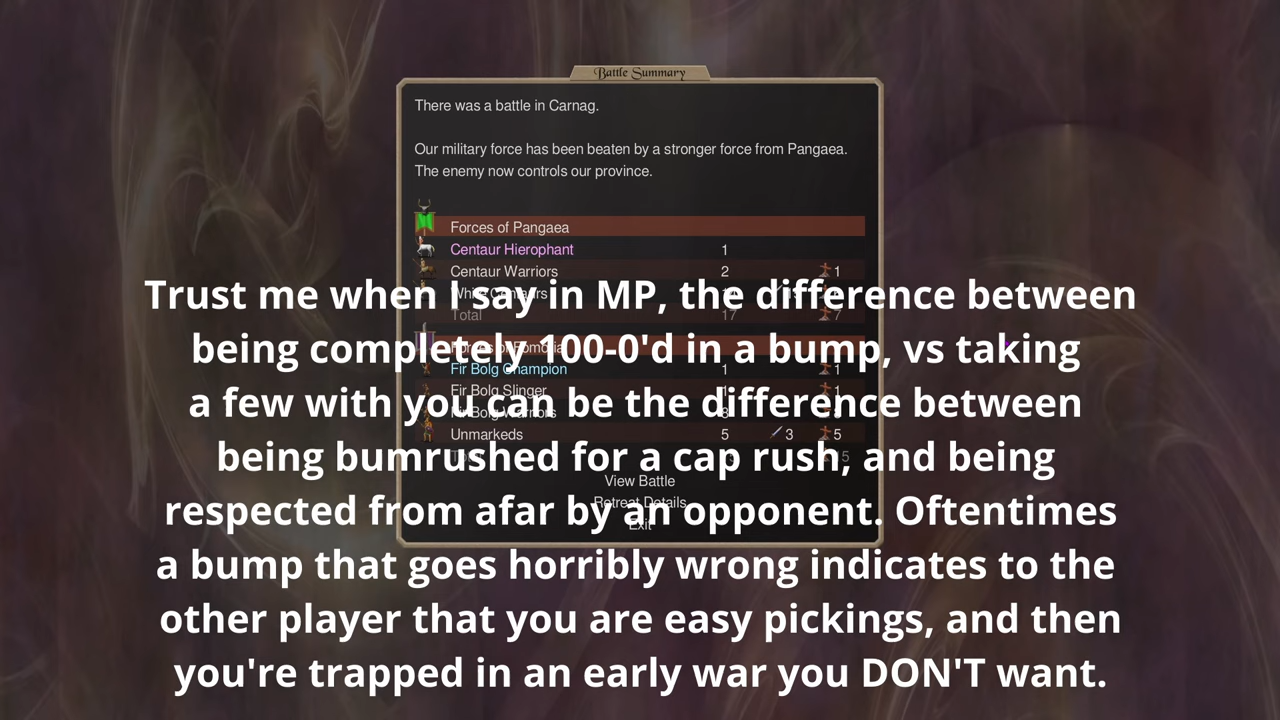 Battle Summary
There was a battle in Carnag.
Our military force has been beaten by a stronger force from Pangaea.
The enemy now controls our province.
Forces of Pangaea
Centaur Hierophant 1
Centaur Warriors 2 1
Trust me when I say in MP, the difference between
Total 17 7
being completely 100-0'd in a bump, vs taking
Fir Bolg Champion 1 1
Fir Bolg Slinger 1 1
a few with you can be the difference between
Fir Bolg Warriors
Unmarkeds 5 3 5
being bumrushed for a cap rush, and being
View Battle
Retreat Details
respected from afar by an opponent. Oftentimes
Exit
a bump that goes horribly wrong indicates to the
other player that you are easy pickings, and then
you're trapped in an early war you DON'T want.